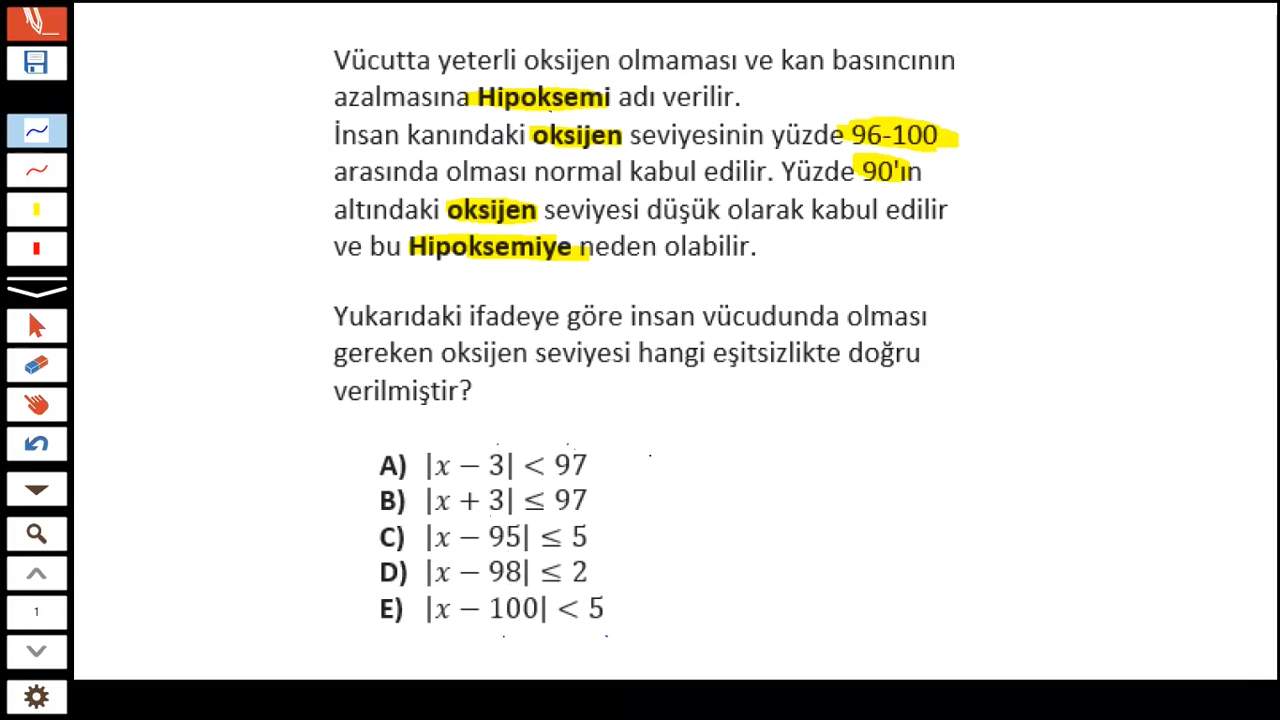 Vücutta yeterli oksijen olmaması ve kan basıncının
azalmasına Hipoksemi adı verilir.
İnsan kanındaki oksijen seviyesinin yüzde 96-100
arasında olması normal kabul edilir. Yüzde 90'ın
altındaki oksijen seviyesi düşük olarak kabul edilir
ve bu Hipoksemiye neden olabilir.
Yukarıdaki ifadeye göre insan vücudunda olması
gereken oksijen seviyesi hangi eşitsizlikte doğru
verilmiştir?
A) |x − 3| < 97
B) |x + 3| ≤ 97
C) |x − 95| ≤ 5
D) |x − 98| ≤ 2
E) |x − 100| < 5
1